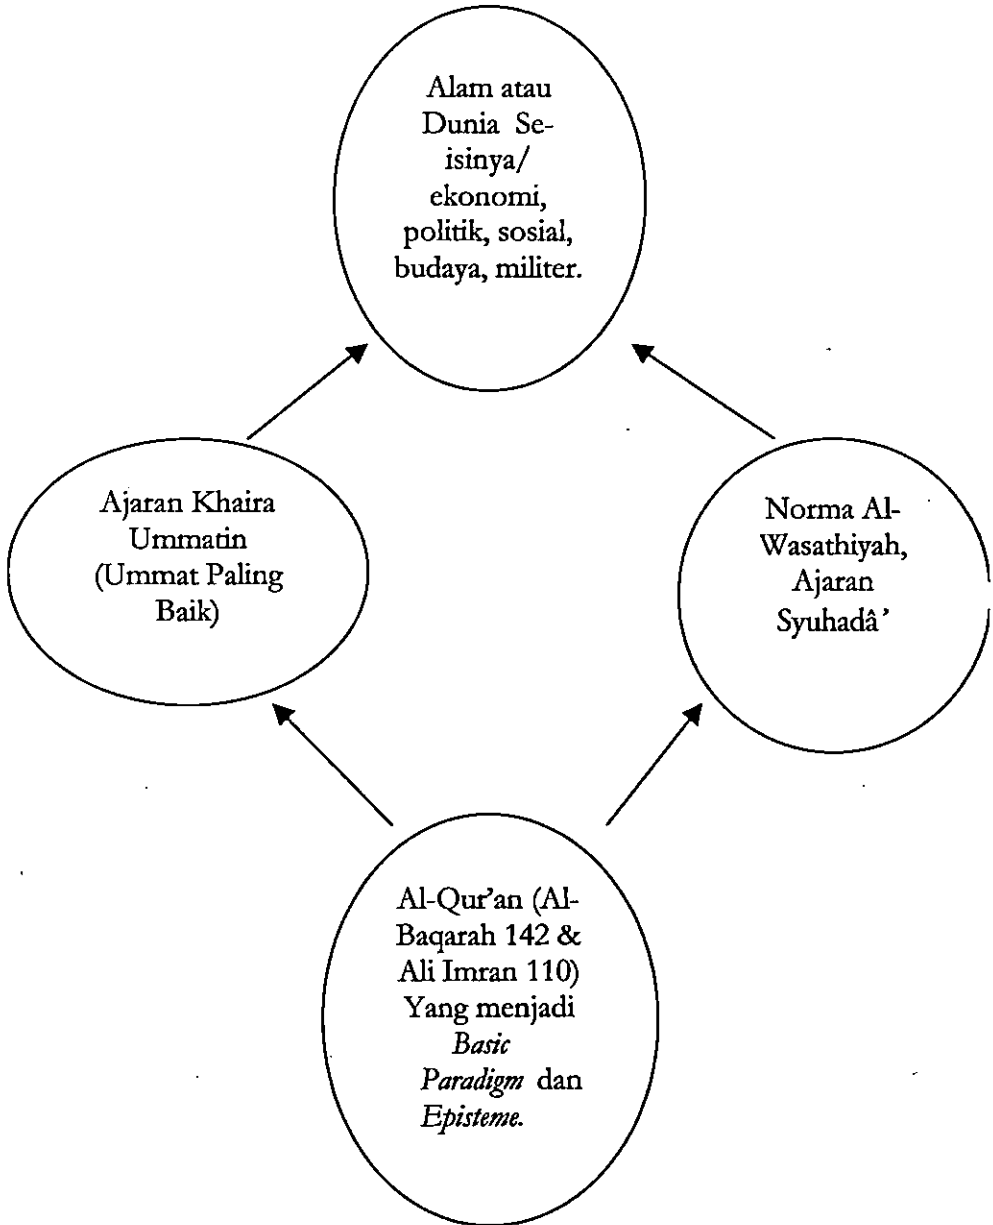 Alam atau
Dunia Se-
isinya/
ekonomi,
politik, sosial,
budaya, militer.
Ajaran Khaira
Ummatin
(Ummat Paling
Baik)
Norma Al-
Wasathiyah,
Ajaran
Syuhadâ’
Al-Qur’an (Al-
Baqarah 142 &
Ali Imran 110)
Yang menjadi
Basic
Paradigm dan
Episteme.